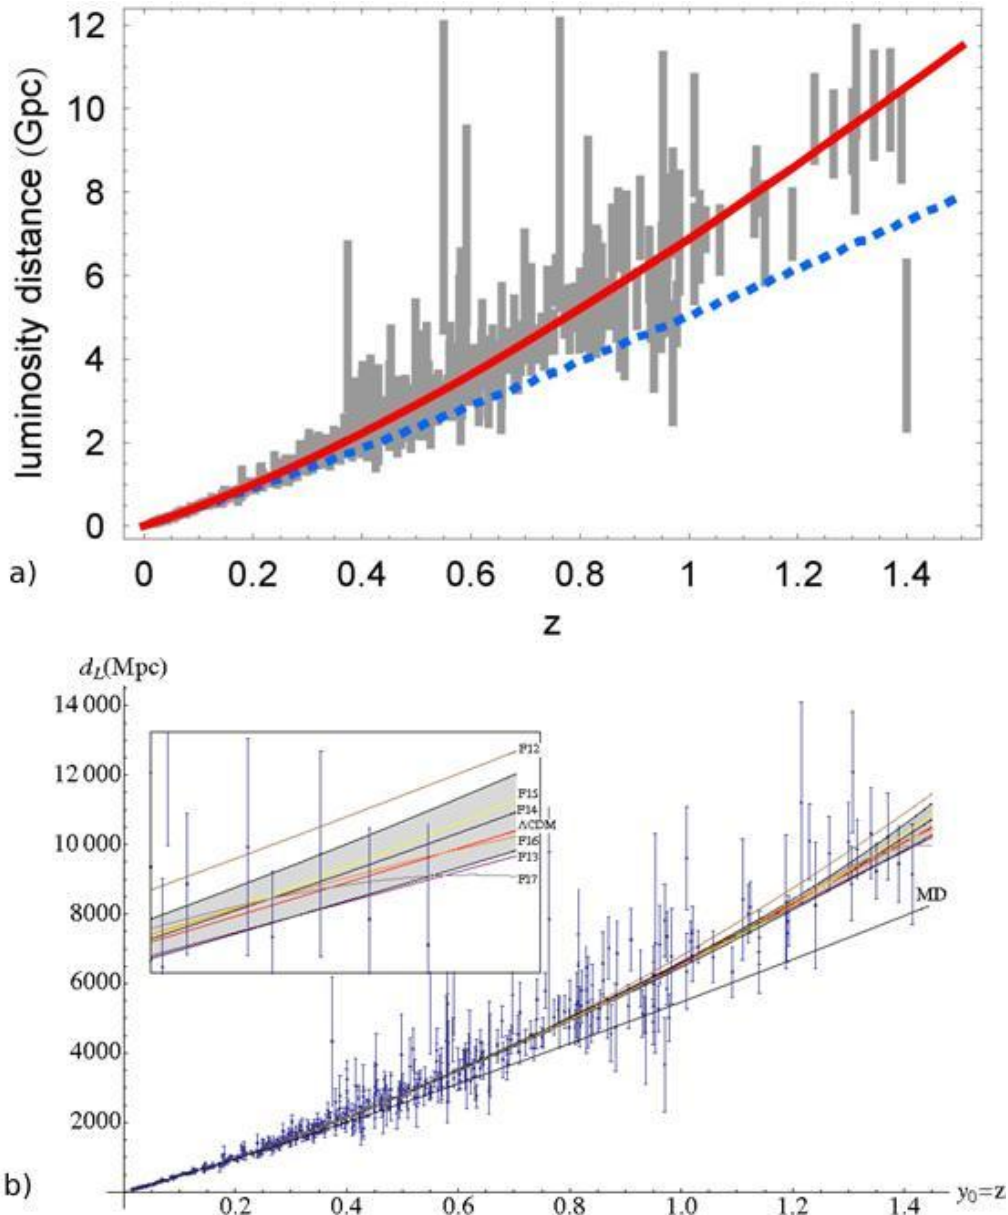 12
10
8
6
4
2
0
luminosity distance (Gpc)
a)
0 0.2 0.4 0.6 0.8 1 1.2 1.4
z
d_L(Mpc)
14 000
12 000
10 000
8000
6000
4000
2000
F12
F15
F14
ΛCDM
F16
F13
F17
MD
b)
0.2 0.4 0.6 0.8 1.0 1.2 1.4 y₀=z